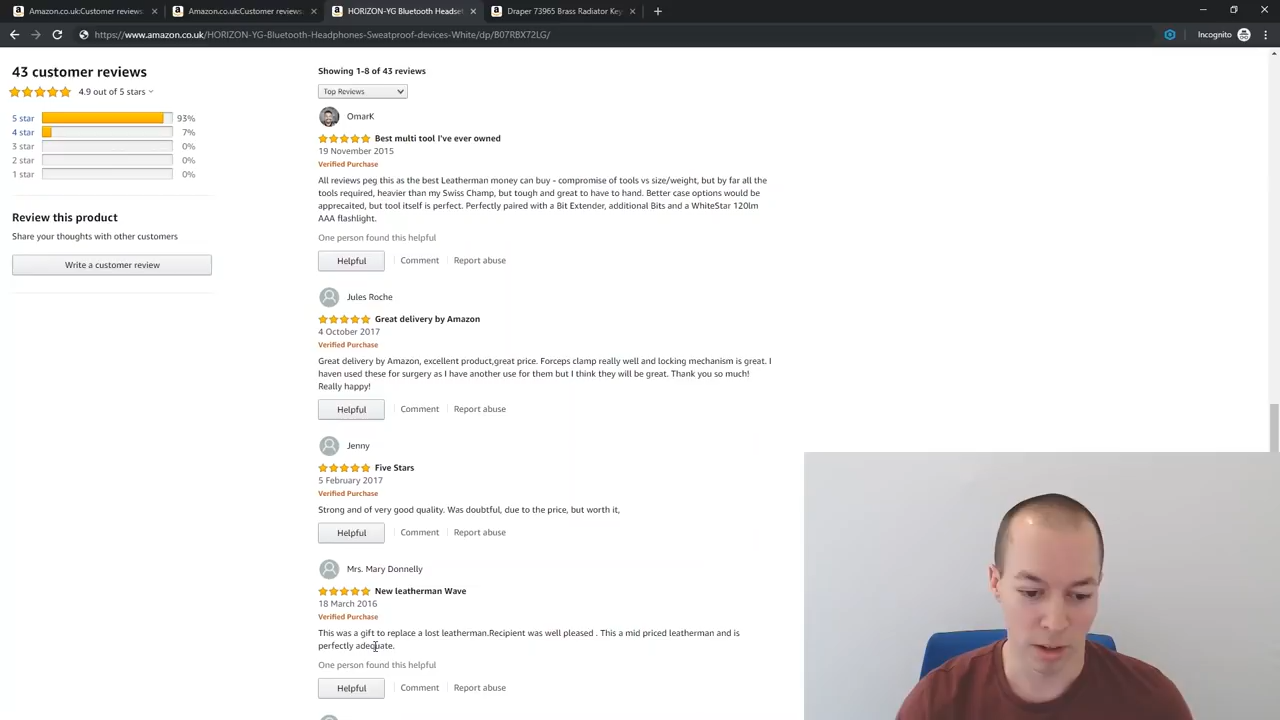 Amazon.co.uk:Customer reviews:
Amazon.co.ukCustomer reviews:
HORIZON-YG Bluetooth Headset
Draper 73965 Brass Radiator Key
https://www.amazon.co.uk/HORIZON-YG-Bluetooth-Headphones-Sweatproof-devices-White/dp/B07RBX72LG/
Incognito
43 customer reviews
4.9 out of 5 stars
5 star 93%
4 star 7%
3 star 0%
2 star 0%
1 star 0%
Review this product
Share your thoughts with other customers
Write a customer review
Showing 1-8 of 43 reviews
Top Reviews
OmarK
Best multi tool I've ever owned
19 November 2015
Verified Purchase
All reviews peg this as the best Leatherman money can buy - compromise of tools vs size/weight, but by far all the
tools required, heavier than my Swiss Champ, but tough and great to have to hand. Better case options would be
apprecaited, but tool itself is perfect. Perfectly paired with a Bit Extender, additional Bits and a WhiteStar 120lm
AAA flashlight.
One person found this helpful
Helpful Comment Report abuse
Jules Roche
Great delivery by Amazon
4 October 2017
Verified Purchase
Great delivery by Amazon, excellent product,great price. Forceps clamp really well and locking mechanism is great. I
haven used these for surgery as I have another use for them but I think they will be great. Thank you so much!
Really happy!
Helpful Comment Report abuse
Jenny
Five Stars
5 February 2017
Verified Purchase
Strong and of very good quality. Was doubtful, due to the price, but worth it,
Helpful Comment Report abuse
Mrs. Mary Donnelly
New leatherman Wave
18 March 2016
Verified Purchase
This was a gift to replace a lost leatherman.Recipient was well pleased . This a mid priced leatherman and is
perfectly adequate.
One person found this helpful
Helpful Comment Report abuse